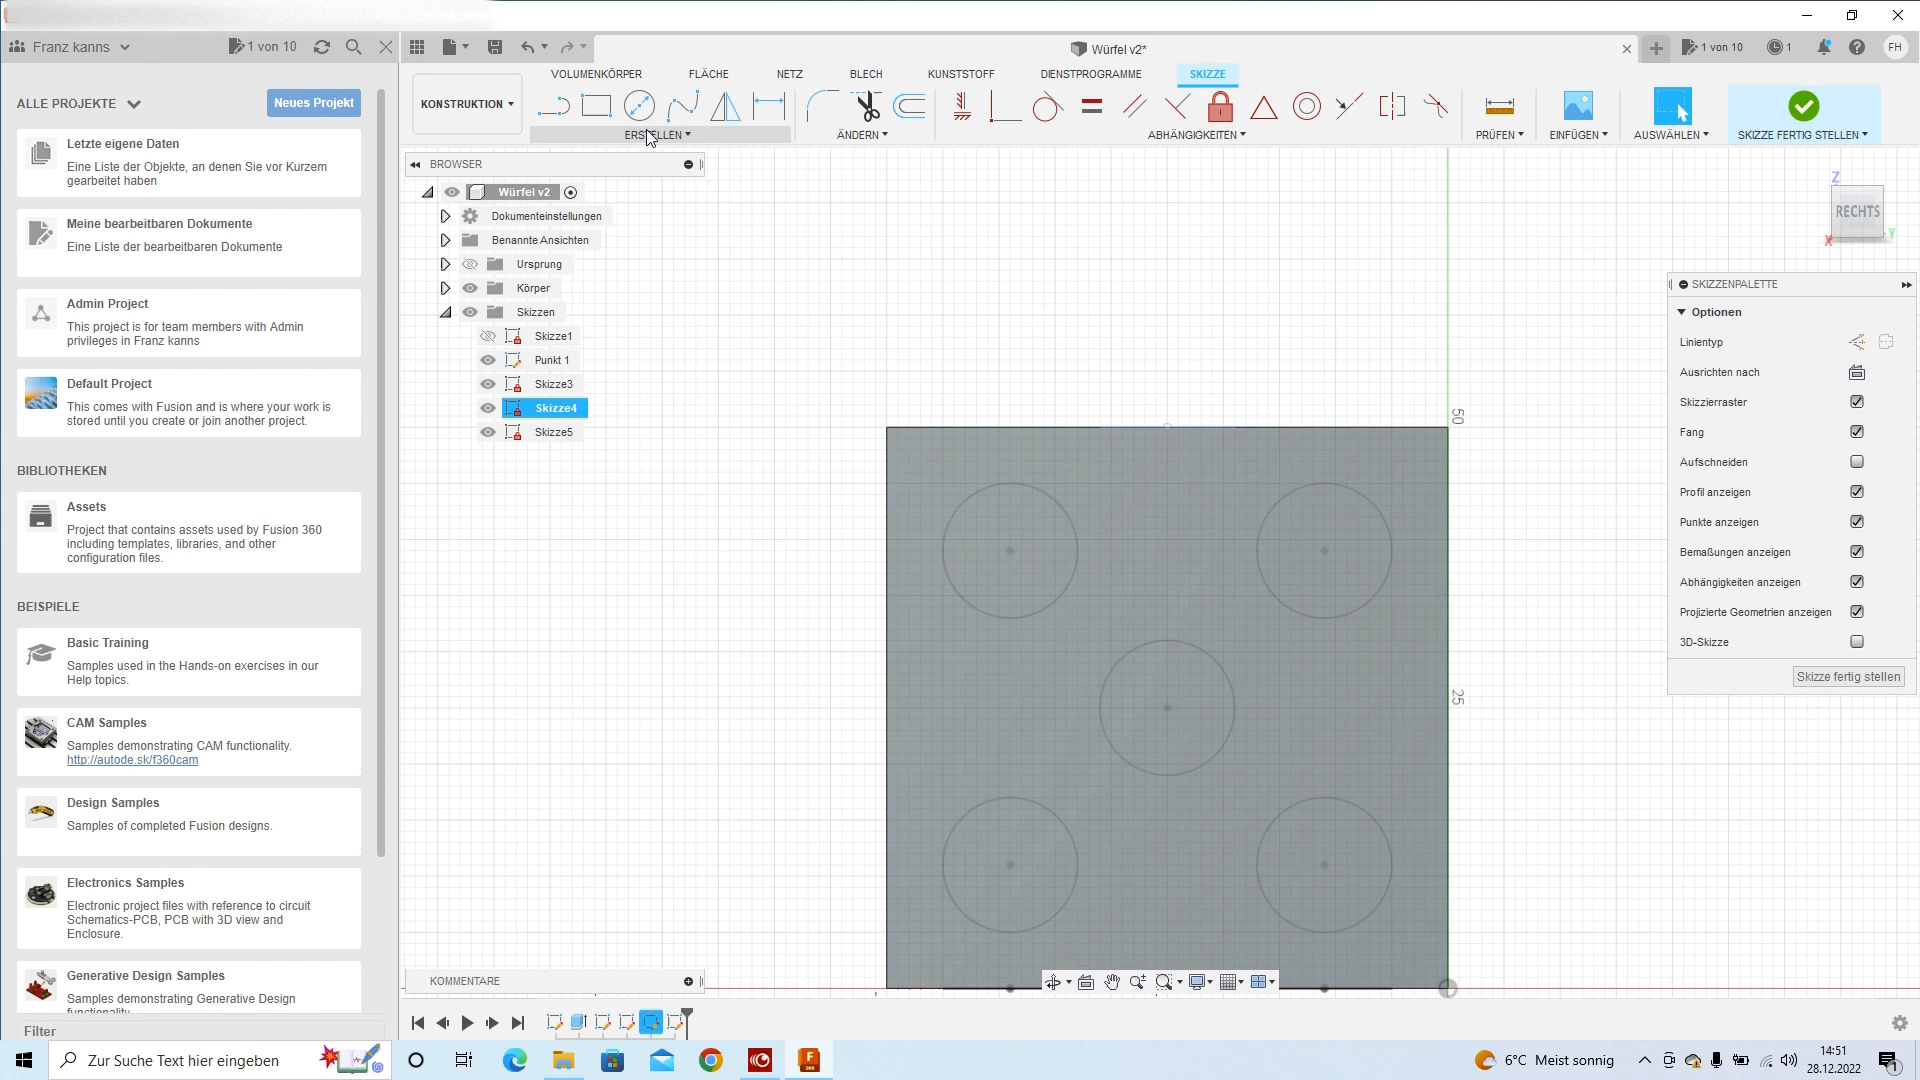 Franz kanns
1 von 10
Würfel v2*
1 von 10
1
FH
ALLE PROJEKTE
Neues Projekt
Letzte eigene Daten
Eine Liste der Objekte, an denen Sie vor Kurzem
gearbeitet haben
Meine bearbeitbaren Dokumente
Eine Liste der bearbeitbaren Dokumente
Admin Project
This project is for team members with Admin
privileges in Franz kanns
Default Project
This comes with Fusion and is where your work is
stored until you create or join another project.
BIBLIOTHEKEN
Assets
Project that contains assets used by Fusion 360
including templates, libraries, and other
configuration files.
BEISPIELE
Basic Training
Samples used in the Hands-on exercises in our
Help topics.
CAM Samples
Samples demonstrating CAM functionality.
http://autode.sk/f360cam
Design Samples
Samples of completed Fusion designs.
Electronics Samples
Electronic project files with reference to circuit
Schematics-PCB, PCB with 3D view and
Enclosure.
Generative Design Samples
Samples demonstrating Generative Design
functionality.
Filter
KONSTRUKTION
VOLUMENKÖRPER
FLÄCHE
NETZ
BLECH
KUNSTSTOFF
DIENSTPROGRAMME
SKIZZE
ERSTELLEN
ÄNDERN
ABHÄNGIGKEITEN
PRÜFEN
EINFÜGEN
AUSWÄHLEN
SKIZZE FERTIG STELLEN
BROWSER
Würfel v2
Dokumenteinstellungen
Benannte Ansichten
Ursprung
Körper
Skizzen
Skizze1
Punkt 1
Skizze3
Skizze4
Skizze5
50
25
Z
RECHTS
X
Y
SKIZZENPALETTE
Optionen
Linientyp
Ausrichten nach
Skizzierraster
Fang
Aufschneiden
Profil anzeigen
Punkte anzeigen
Bemaßungen anzeigen
Abhängigkeiten anzeigen
Projizierte Geometrien anzeigen
3D-Skizze
Skizze fertig stellen
KOMMENTARE
Zur Suche Text hier eingeben
F
360
6°C Meist sonnig
14:51
28.12.2022
1